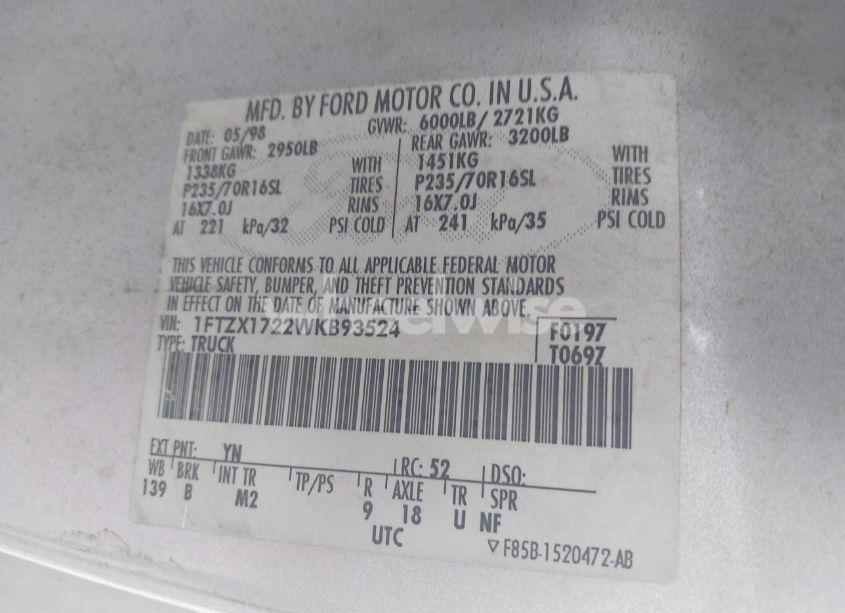 MFD. BY FORD MOTOR CO. IN U.S.A.
DATE: 05/98 GVWR: 6000LB/ 2721KG
FRONT GAWR: 2950LB REAR GAWR: 3200LB
1338KG WITH 1451KG WITH
P235/70R16SL TIRES P235/70R16SL TIRES
16X7.0J RIMS 16X7.0J RIMS
AT 221 kPa/32 PSI COLD AT 241 kPa/35 PSI COLD
THIS VEHICLE CONFORMS TO ALL APPLICABLE FEDERAL MOTOR
VEHICLE SAFETY, BUMPER, AND THEFT PREVENTION STANDARDS
IN EFFECT ON THE DATE OF MANUFACTURE SHOWN ABOVE.
VIN: 1FTZX1722WKB93524 F0197
TYPE: TRUCK T069Z
EXT PNT: YN RC: 52 DSO:
WB BRK INT TR TP/PS R AXLE TR SPR
139 B M2 9 18 U NF
UTC
F85B-1520472-AB